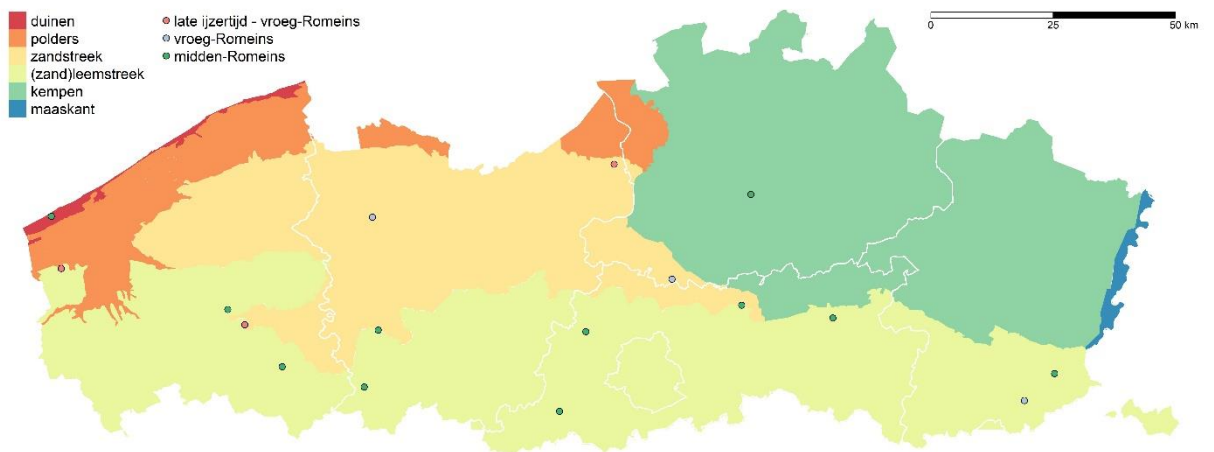 duinen
polders
zandstreek
(zand)leemstreek
kempen
maaskant
late ijzertijd - vroeg-Romeins
vroeg-Romeins
midden-Romeins
0 25 50 km